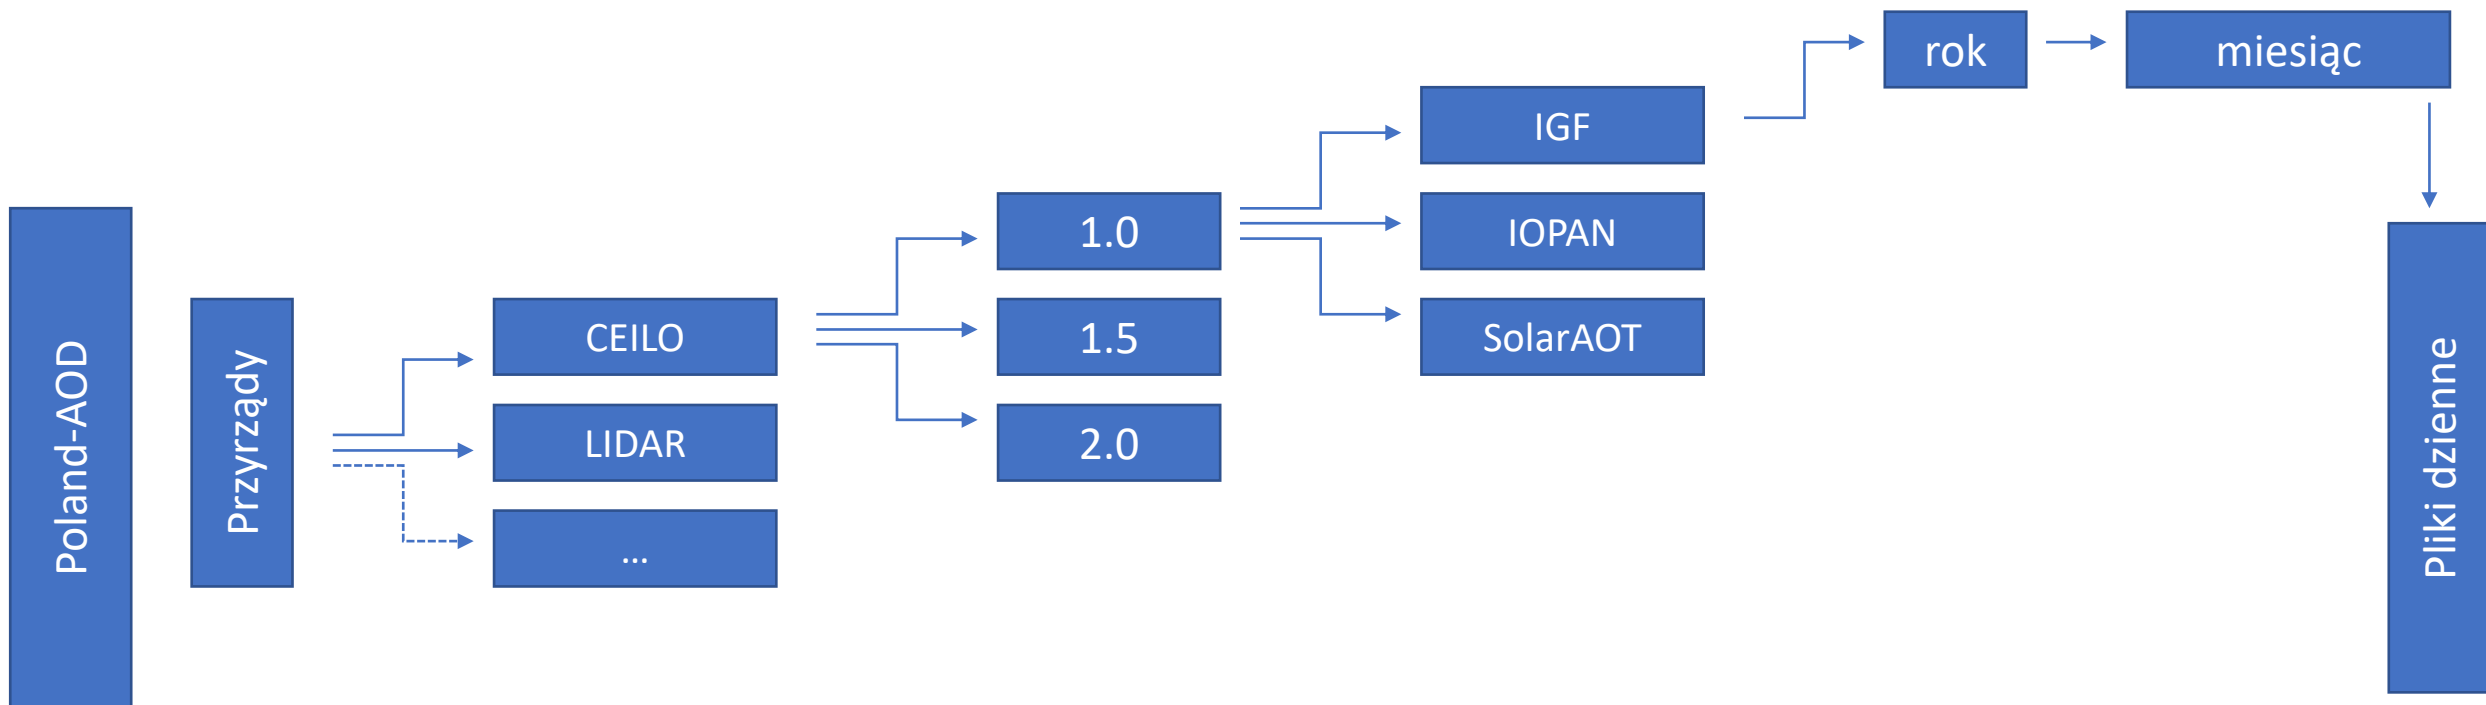 Poland-AOD
Przyrządy
CEILO
LIDAR
...
1.0
1.5
2.0
IGF
IOPAN
SolarAOT
rok
miesiąc
Pliki dzienne